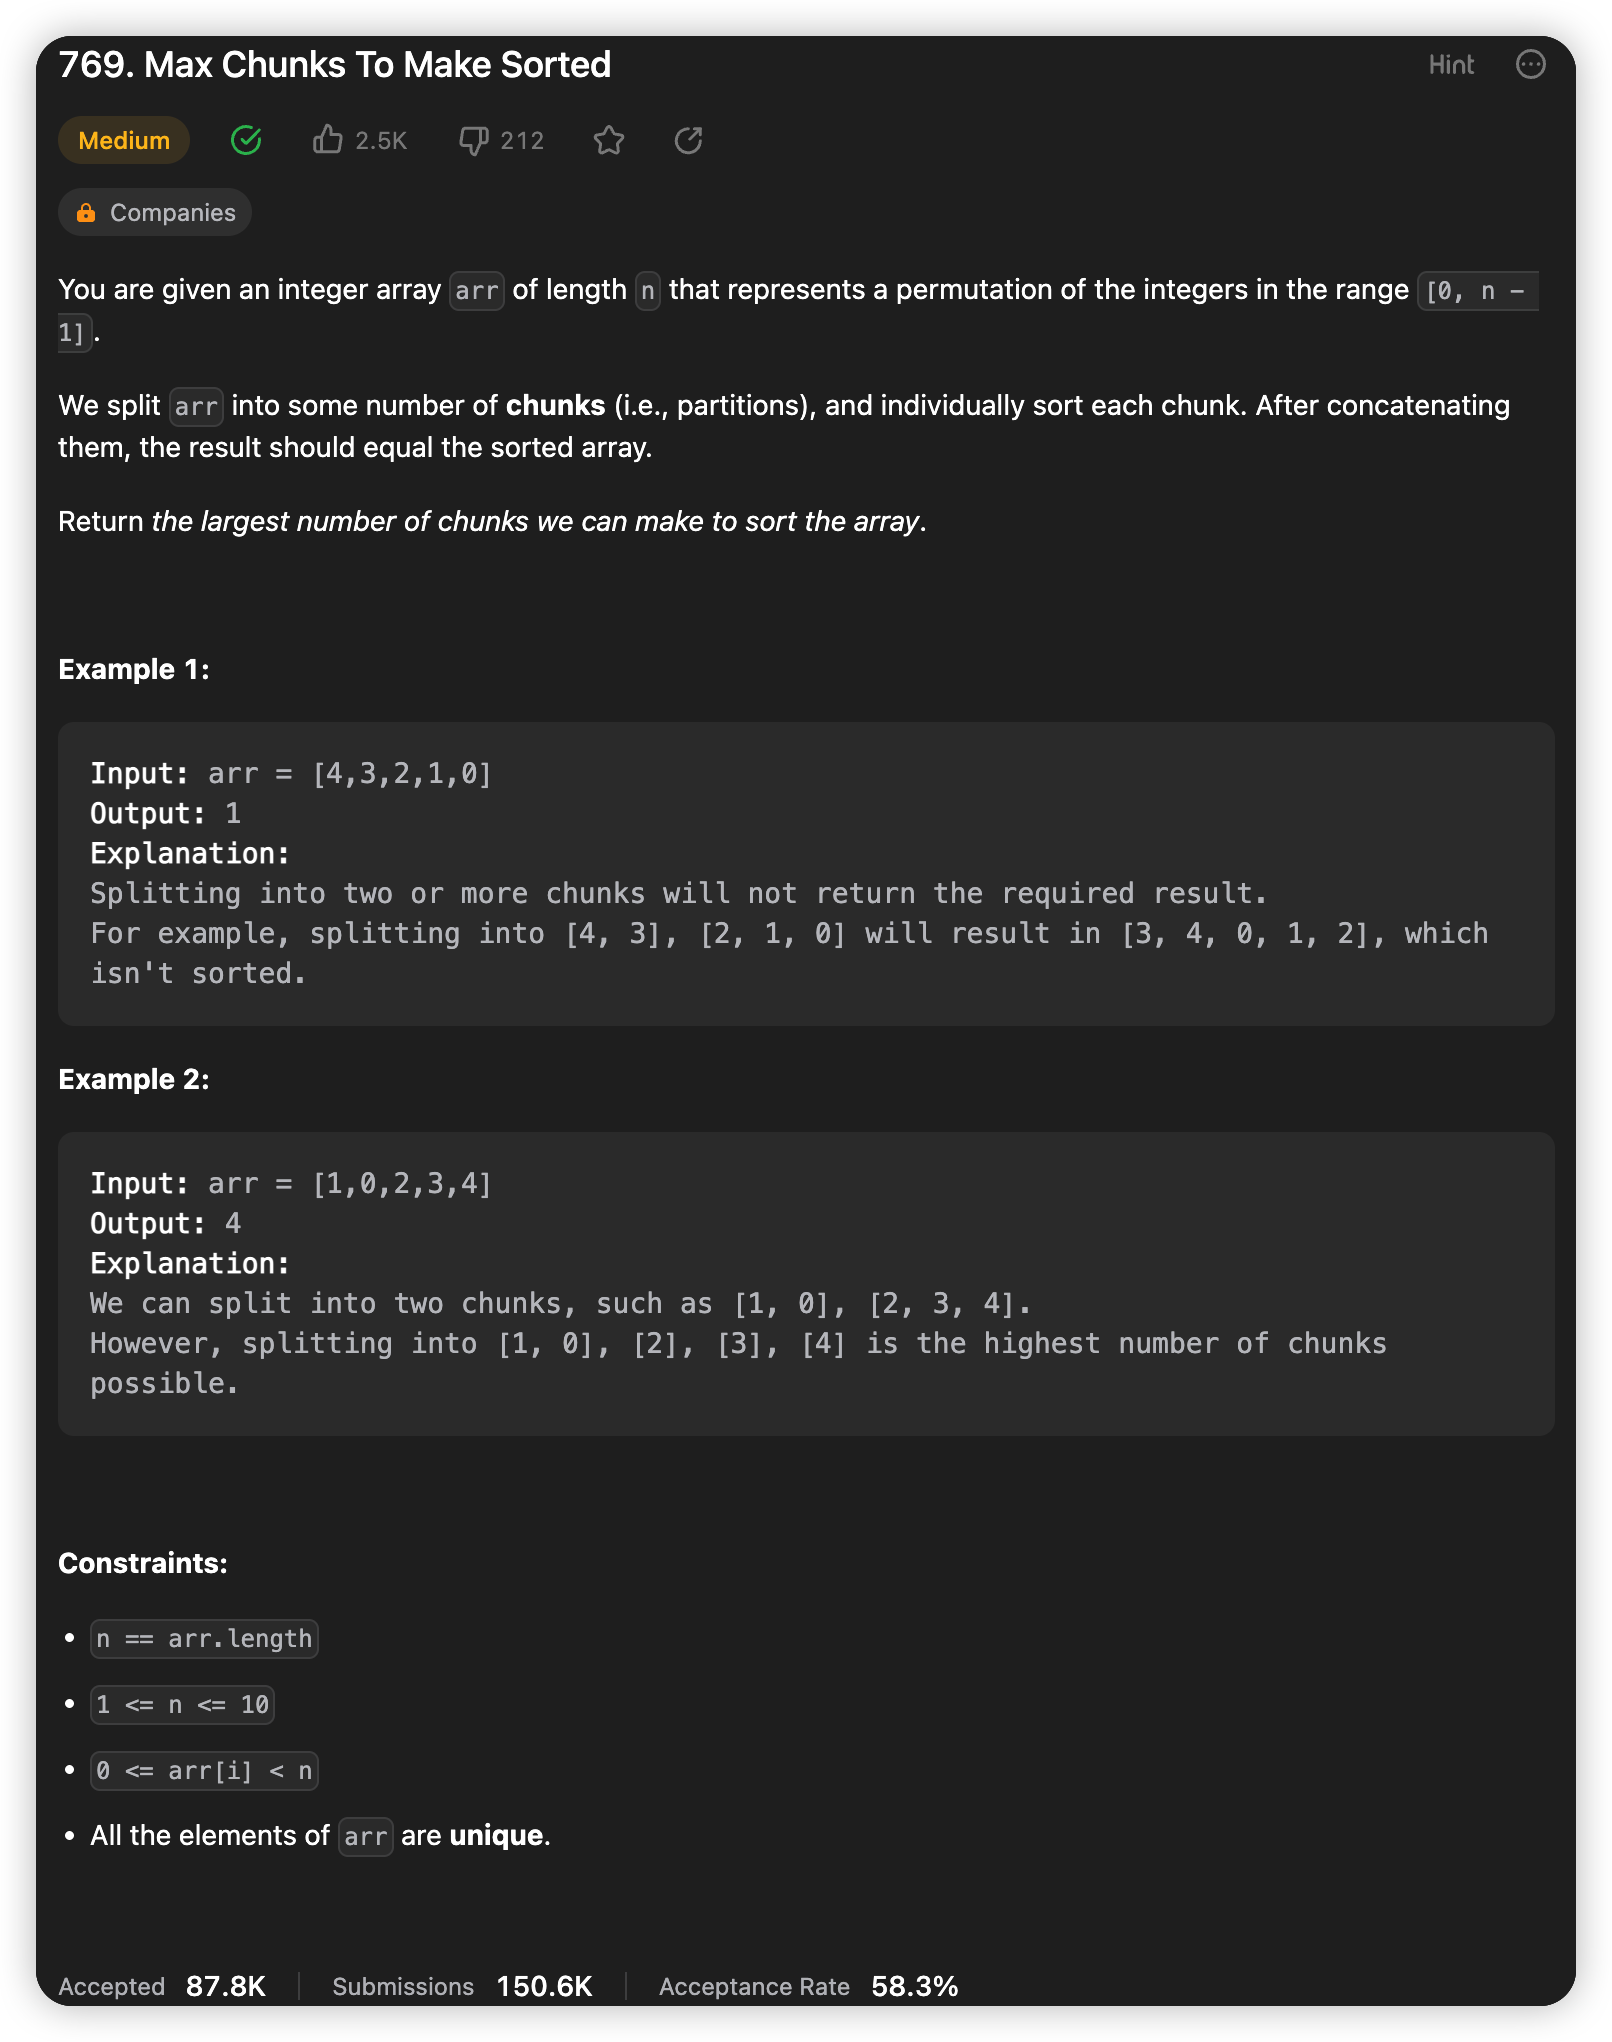 769. Max Chunks To Make Sorted
Hint
Medium
2.5K
212
Companies
You are given an integer array arr of length n that represents a permutation of the integers in the range [0, n -
1].
We split arr into some number of chunks (i.e., partitions), and individually sort each chunk. After concatenating
them, the result should equal the sorted array.
Return the largest number of chunks we can make to sort the array.
Example 1:
Input: arr = [4,3,2,1,0]
Output: 1
Explanation:
Splitting into two or more chunks will not return the required result.
For example, splitting into [4, 3], [2, 1, 0] will result in [3, 4, 0, 1, 2], which
isn't sorted.
Example 2:
Input: arr = [1,0,2,3,4]
Output: 4
Explanation:
We can split into two chunks, such as [1, 0], [2, 3, 4].
However, splitting into [1, 0], [2], [3], [4] is the highest number of chunks
possible.
Constraints:
• n == arr.length
• 1 <= n <= 10
• 0 <= arr[i] < n
• All the elements of arr are unique.
Accepted 87.8K | Submissions 150.6K | Acceptance Rate 58.3%